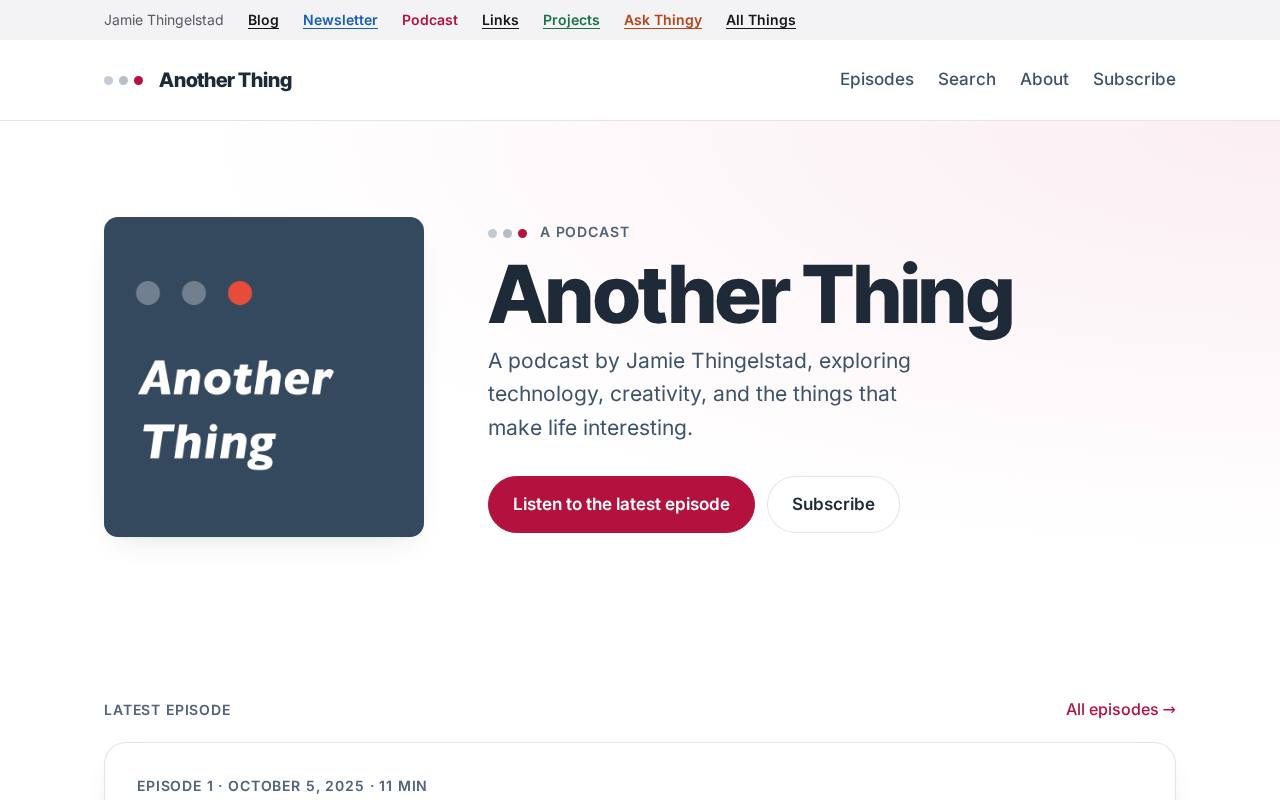 Jamie Thingelstad Blog Newsletter Podcast Links Projects Ask Thingy All Things
Another Thing
Episodes Search About Subscribe
Another
Thing
A PODCAST
Another Thing
A podcast by Jamie Thingelstad, exploring
technology, creativity, and the things that
make life interesting.
Listen to the latest episode Subscribe
LATEST EPISODE
All episodes →
EPISODE 1 · OCTOBER 5, 2025 · 11 MIN